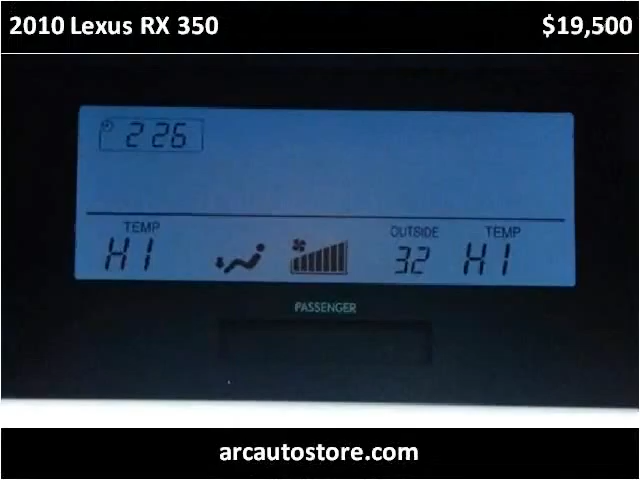 2010 Lexus RX 350 $19,500
2 26
TEMP OUTSIDE TEMP
HI 32 HI
PASSENGER
arcautostore.com